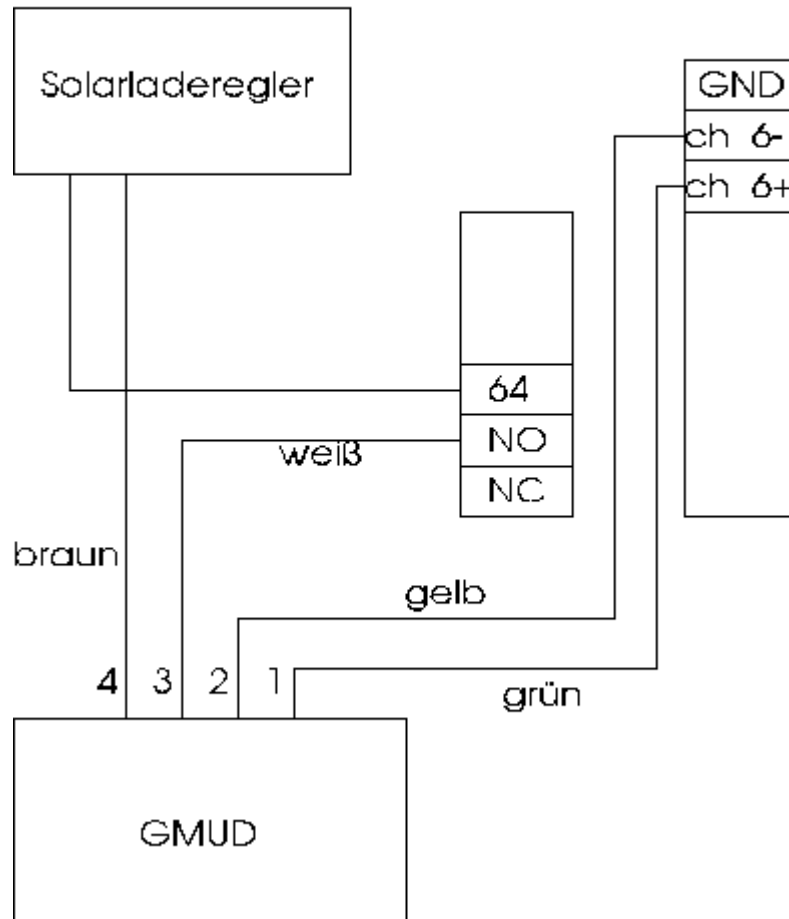 Solarladeregler
GND
ch 6-
ch 6+
64
NO
weiß
NC
braun
gelb
4 3 2 1
grün
GMUD